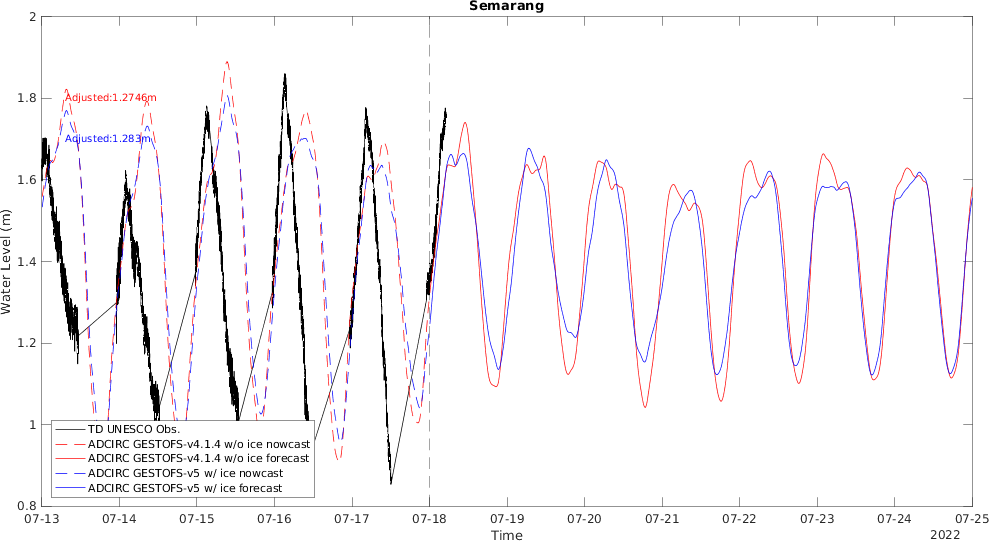 Semarang
2
1.8
1.6
1.4
1.2
1
0.8
Water Level (m)
Adjusted:1.2746m
Adjusted:1.283m
TD UNESCO Obs.
ADCIRC GESTOFS-v4.1.4 w/o ice nowcast
ADCIRC GESTOFS-v4.1.4 w/o ice forecast
ADCIRC GESTOFS-v5 w/ ice nowcast
ADCIRC GESTOFS-v5 w/ ice forecast
07-13 07-14 07-15 07-16 07-17 07-18 07-19 07-20 07-21 07-22 07-23 07-24 07-25
Time
2022